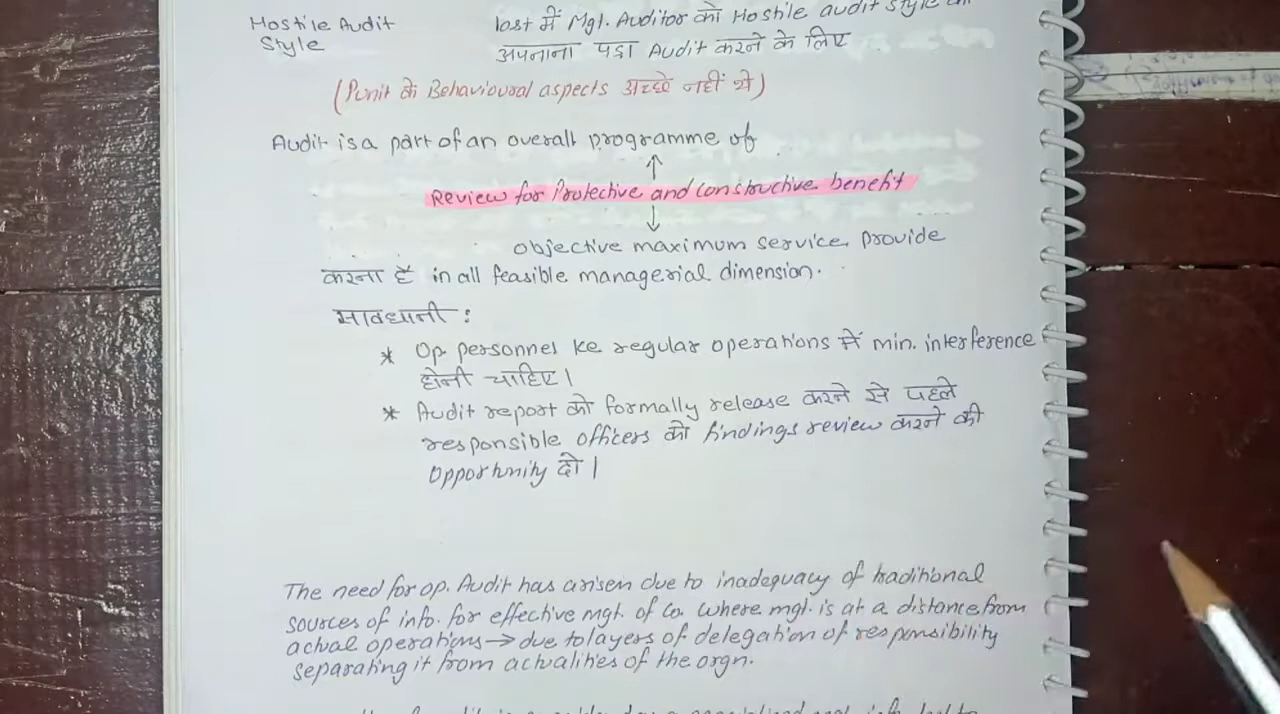 Hostile Audit
Style
last में Mgl. Auditor को Hostile audit style को
अपनाना पडा Audit करने के लिए
(Punit के Behavioural aspects अच्छे नहीं थे)
Audit is a part of an overall programme of
Review for Protective and constructive benefit
objective maximum service provide
करना हैं in all feasible managerial dimension.
सावधानी :
* Op. personnel ke regular operations में min. interference
होनी चाहिए।
* Audit report को formally release करने से पहले
responsible officers को findings review करने की
opportunity दो।
The need for op. Audit has arisen due to inadequacy of traditional
sources of info. for effective mgt. of co. where mgl. is at a distance from
actual operations → due to layers of delegation of responsibility
separating it from actualities of the orgn.